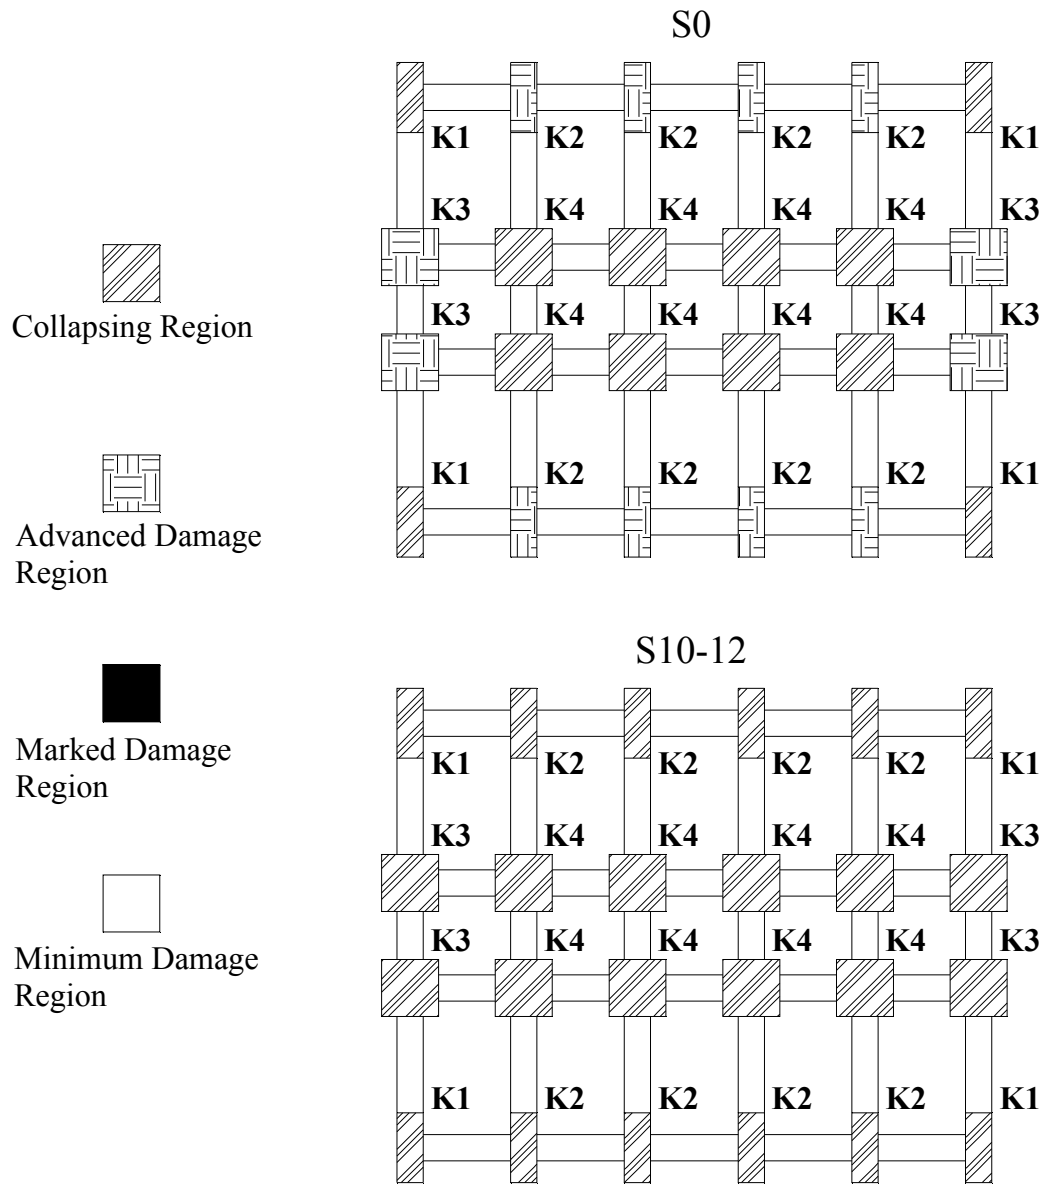 S0
K1 K2 K2 K2 K2 K1
K3 K4 K4 K4 K4 K3
Collapsing Region
K3 K4 K4 K4 K4 K3
K1 K2 K2 K2 K2 K1
Advanced Damage
Region
S10-12
Marked Damage
Region
K1 K2 K2 K2 K2 K1
K3 K4 K4 K4 K4 K3
Minimum Damage
Region
K3 K4 K4 K4 K4 K3
K1 K2 K2 K2 K2 K1